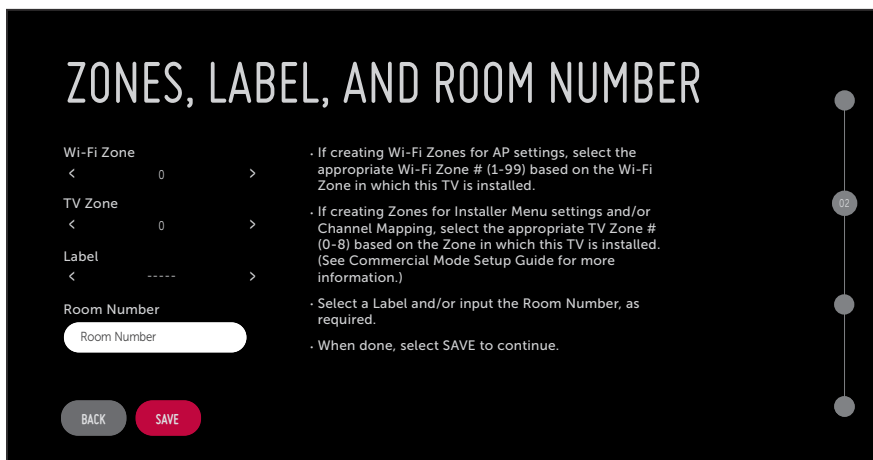 ZONES, LABEL, AND ROOM NUMBER
Wi-Fi Zone
< 0 >
TV Zone
< 0 >
Label
< ----- >
Room Number
Room Number
· If creating Wi-Fi Zones for AP settings, select the
appropriate Wi-Fi Zone # (1-99) based on the Wi-Fi
Zone in which this TV is installed.
· If creating Zones for Installer Menu settings and/or
Channel Mapping, select the appropriate TV Zone #
(0-8) based on the Zone in which this TV is installed.
(See Commercial Mode Setup Guide for more
information.)
· Select a Label and/or input the Room Number, as
required.
· When done, select SAVE to continue.
02
BACK SAVE